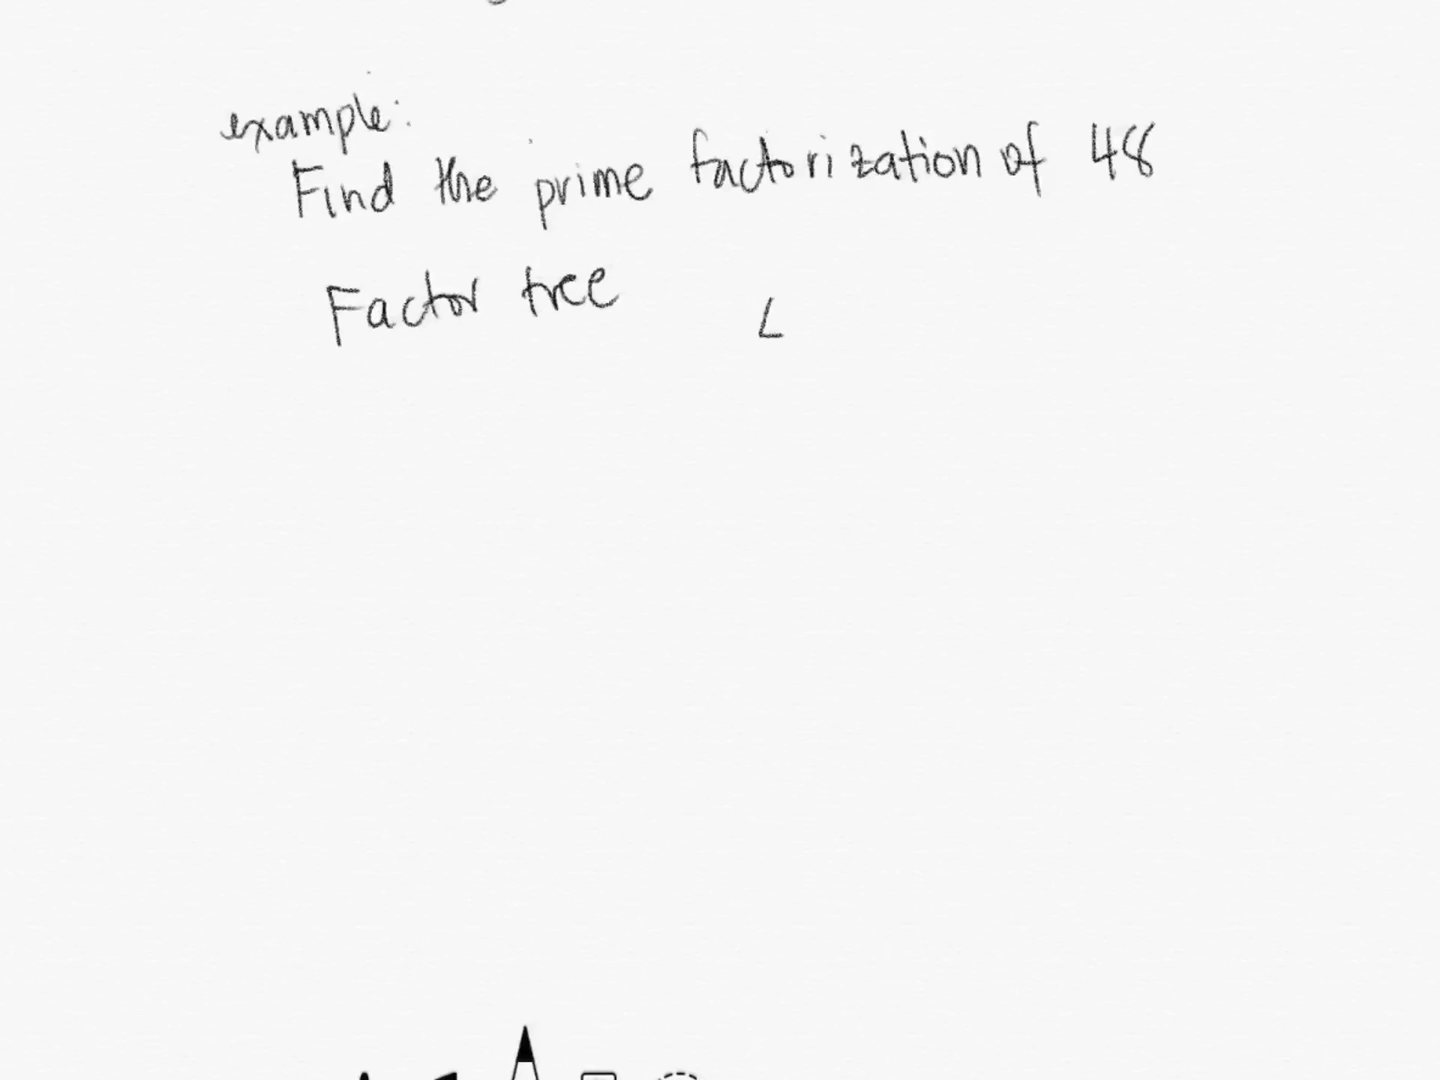 example:
Find the prime factorization of 48
Factor tree